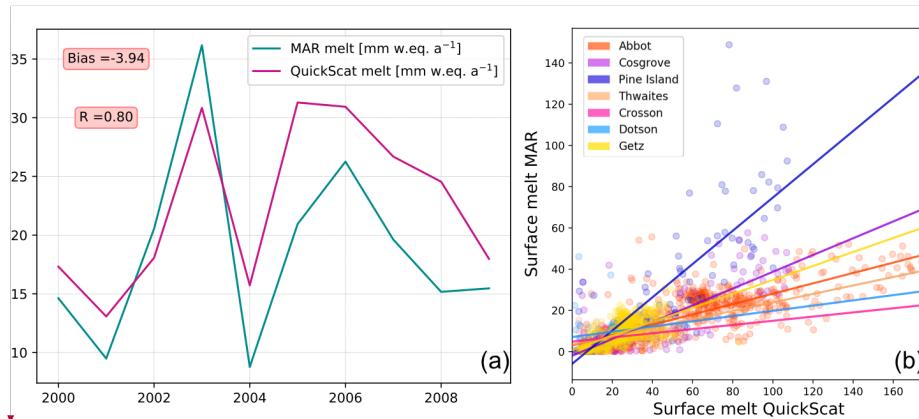 Bias =-3.94
R =0.80
MAR melt [mm w.eq. a⁻¹]
QuickScat melt [mm w.eq. a⁻¹]
35
30
25
20
15
10
2000
2002
2004
2006
2008
(a)
Surface melt MAR
140
120
100
80
60
40
20
0
Abbot
Cosgrove
Pine Island
Thwaites
Crosson
Dotson
Getz
(b)
0 20 40 60 80 100 120 140 160
Surface melt QuickScat